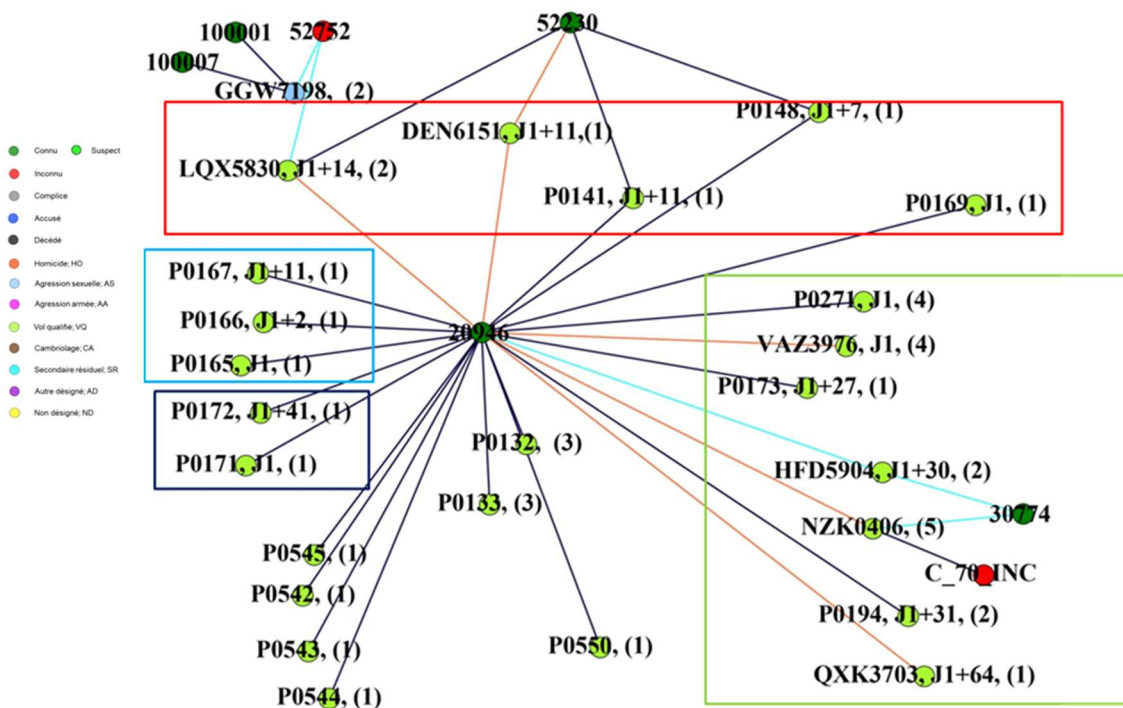 52230
100001
52752
100007
GGW7198, (2)
P0148, J1+7, (1)
DEN6151, J1+11,(1)
LQX5830, J1+14, (2)
P0141, J1+11, (1)
P0169, J1, (1)
Connu
Suspect
Inconnu
Complice
Accusé
Décédé
Homicide; HO
Agression sexuelle; AS
Agression armée; AA
Vol qualifié; VQ
Cambriolage; CA
Secondaire résiduel; SR
Autre désigné; AD
Non désigné; ND
P0167, J1+11, (1)
P0166, J1+2, (1)
P0165, J1, (1)
P0172, J1+41, (1)
P0171, J1, (1)
20946
P0271, J1, (4)
VAZ3976, J1, (4)
P0173, J1+27, (1)
HFD5904, J1+30, (2)
30774
NZK0406, (5)
C_70_INC
P0194, J1+31, (2)
QXK3703, J1+64, (1)
P0132, (3)
P0133, (3)
P0545, (1)
P0542, (1)
P0543, (1)
P0544, (1)
P0550, (1)